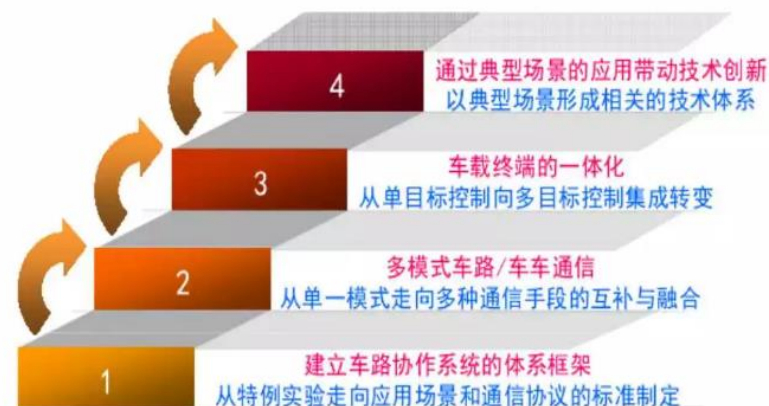 4
通过典型场景的应用带动技术创新
以典型场景形成相关的技术体系
3
车载终端的一体化
从单目标控制向多目标控制集成转变
2
多模式车路/车车通信
从单一模式走向多种通信手段的互补与融合
1
建立车路协作系统的体系框架
从特例实验走向应用场景和通信协议的标准制定